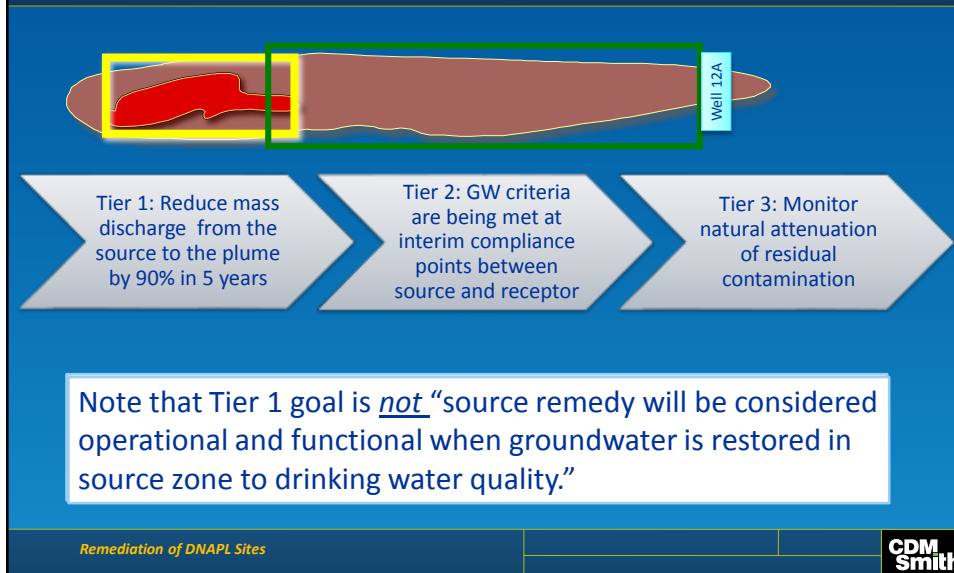 Well 12A
Tier 1: Reduce mass
discharge from the
source to the plume
by 90% in 5 years
Tier 2: GW criteria
are being met at
interim compliance
points between
source and receptor
Tier 3: Monitor
natural attenuation
of residual
contamination
Note that Tier 1 goal is not “source remedy will be considered
operational and functional when groundwater is restored in
source zone to drinking water quality.”
Remediation of DNAPL Sites
CDM
Smith